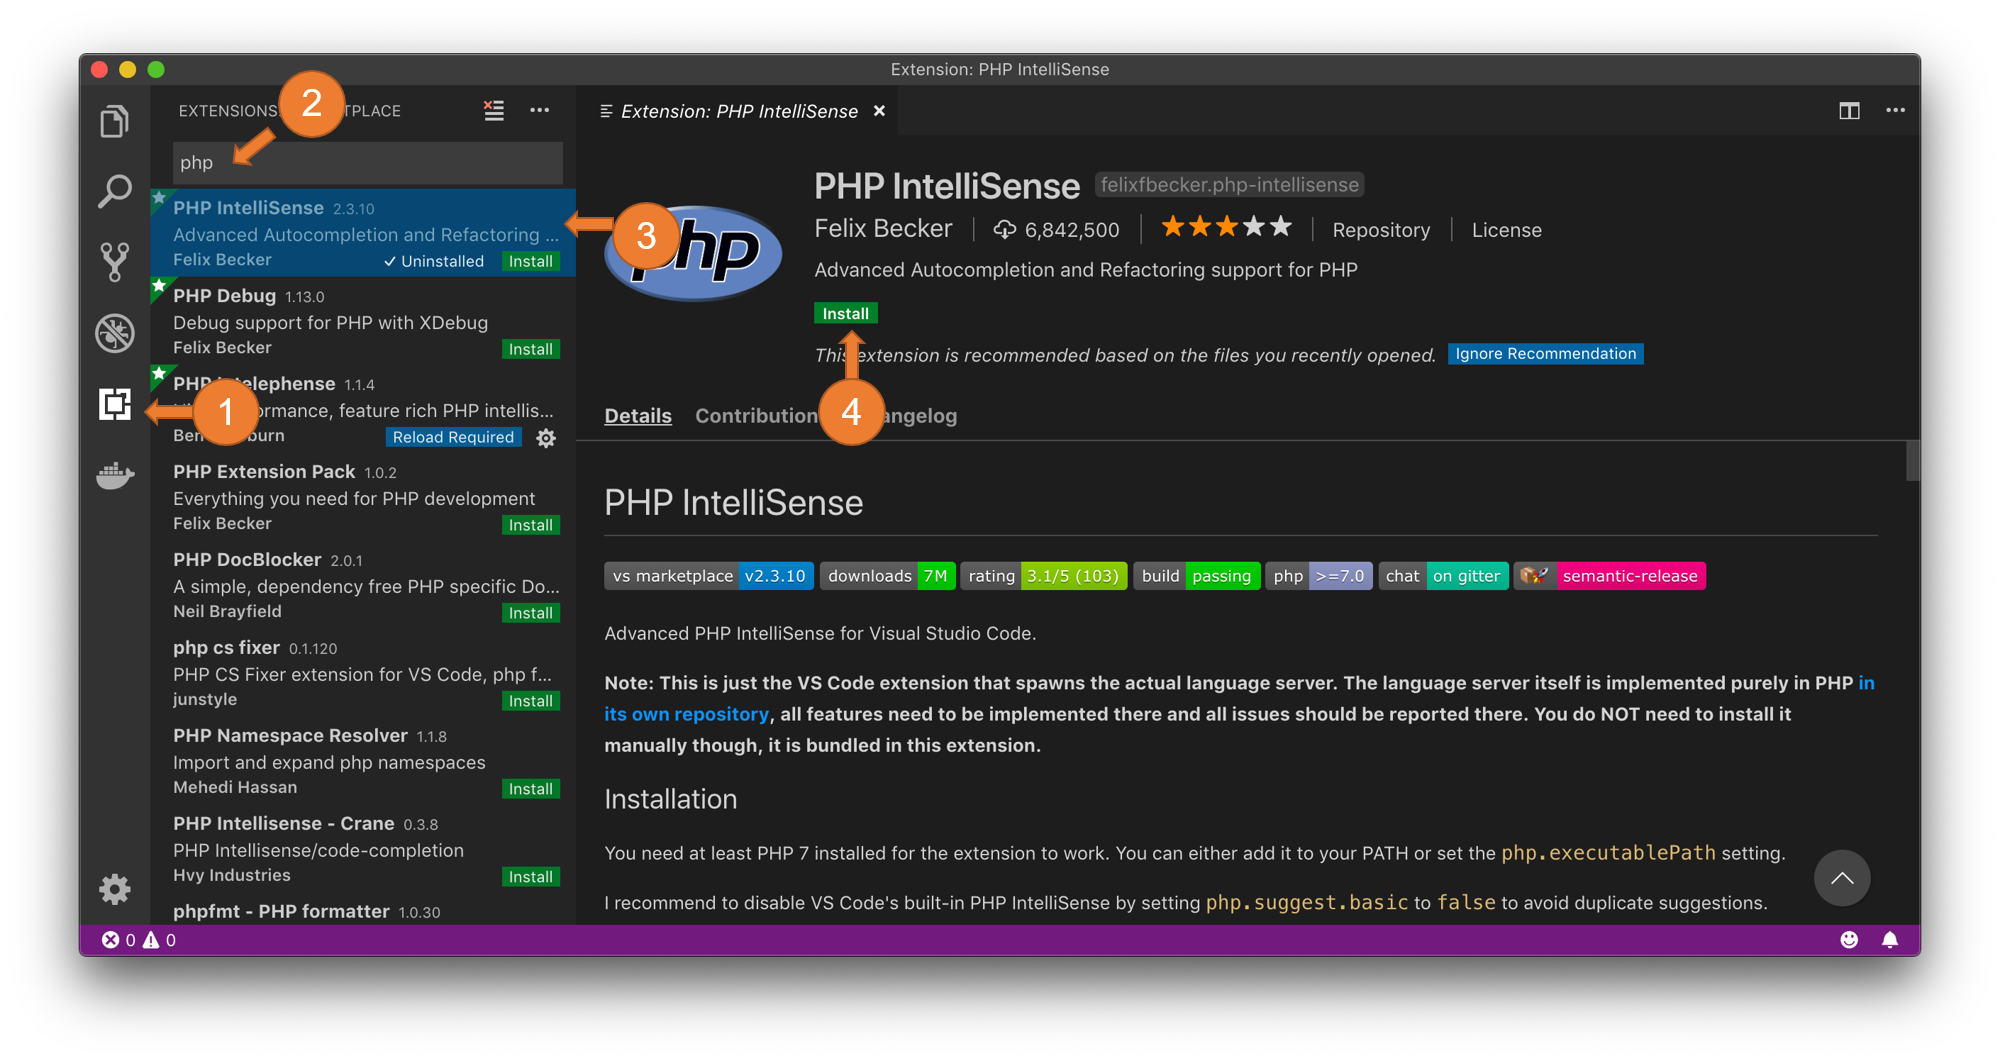 Extension: PHP IntelliSense
EXTENSIONS
2
TPLACE
php
PHP IntelliSense 2.3.10
Advanced Autocompletion and Refactoring ...
Felix Becker ✓ Uninstalled Install
3
PHP Debug 1.13.0
Debug support for PHP with XDebug
Felix Becker Install
PHP Intelephense 1.1.4
1
ormance, feature rich PHP intellis...
Ben burn Reload Required
PHP Extension Pack 1.0.2
Everything you need for PHP development
Felix Becker Install
PHP DocBlocker 2.0.1
A simple, dependency free PHP specific Do...
Neil Brayfield Install
php cs fixer 0.1.120
PHP CS Fixer extension for VS Code, php f...
junstyle Install
PHP Namespace Resolver 1.1.8
Import and expand php namespaces
Mehedi Hassan Install
PHP Intellisense - Crane 0.3.8
PHP Intellisense/code-completion
Hvy Industries Install
phpfmt - PHP formatter 1.0.30
Extension: PHP IntelliSense
php
PHP IntelliSense felixfbecker.php-intellisense
Felix Becker 6,842,500 Repository License
Advanced Autocompletion and Refactoring support for PHP
Install
This extension is recommended based on the files you recently opened. Ignore Recommendation
Details Contribution 4 angelog
PHP IntelliSense
vs marketplace v2.3.10 downloads 7M rating 3.1/5 (103) build passing php >=7.0 chat on gitter semantic-release
Advanced PHP IntelliSense for Visual Studio Code.
Note: This is just the VS Code extension that spawns the actual language server. The language server itself is implemented purely in PHP in
its own repository, all features need to be implemented there and all issues should be reported there. You do NOT need to install it
manually though, it is bundled in this extension.
Installation
You need at least PHP 7 installed for the extension to work. You can either add it to your PATH or set the php.executablePath setting.
I recommend to disable VS Code's built-in PHP IntelliSense by setting php.suggest.basic to false to avoid duplicate suggestions.
0 0